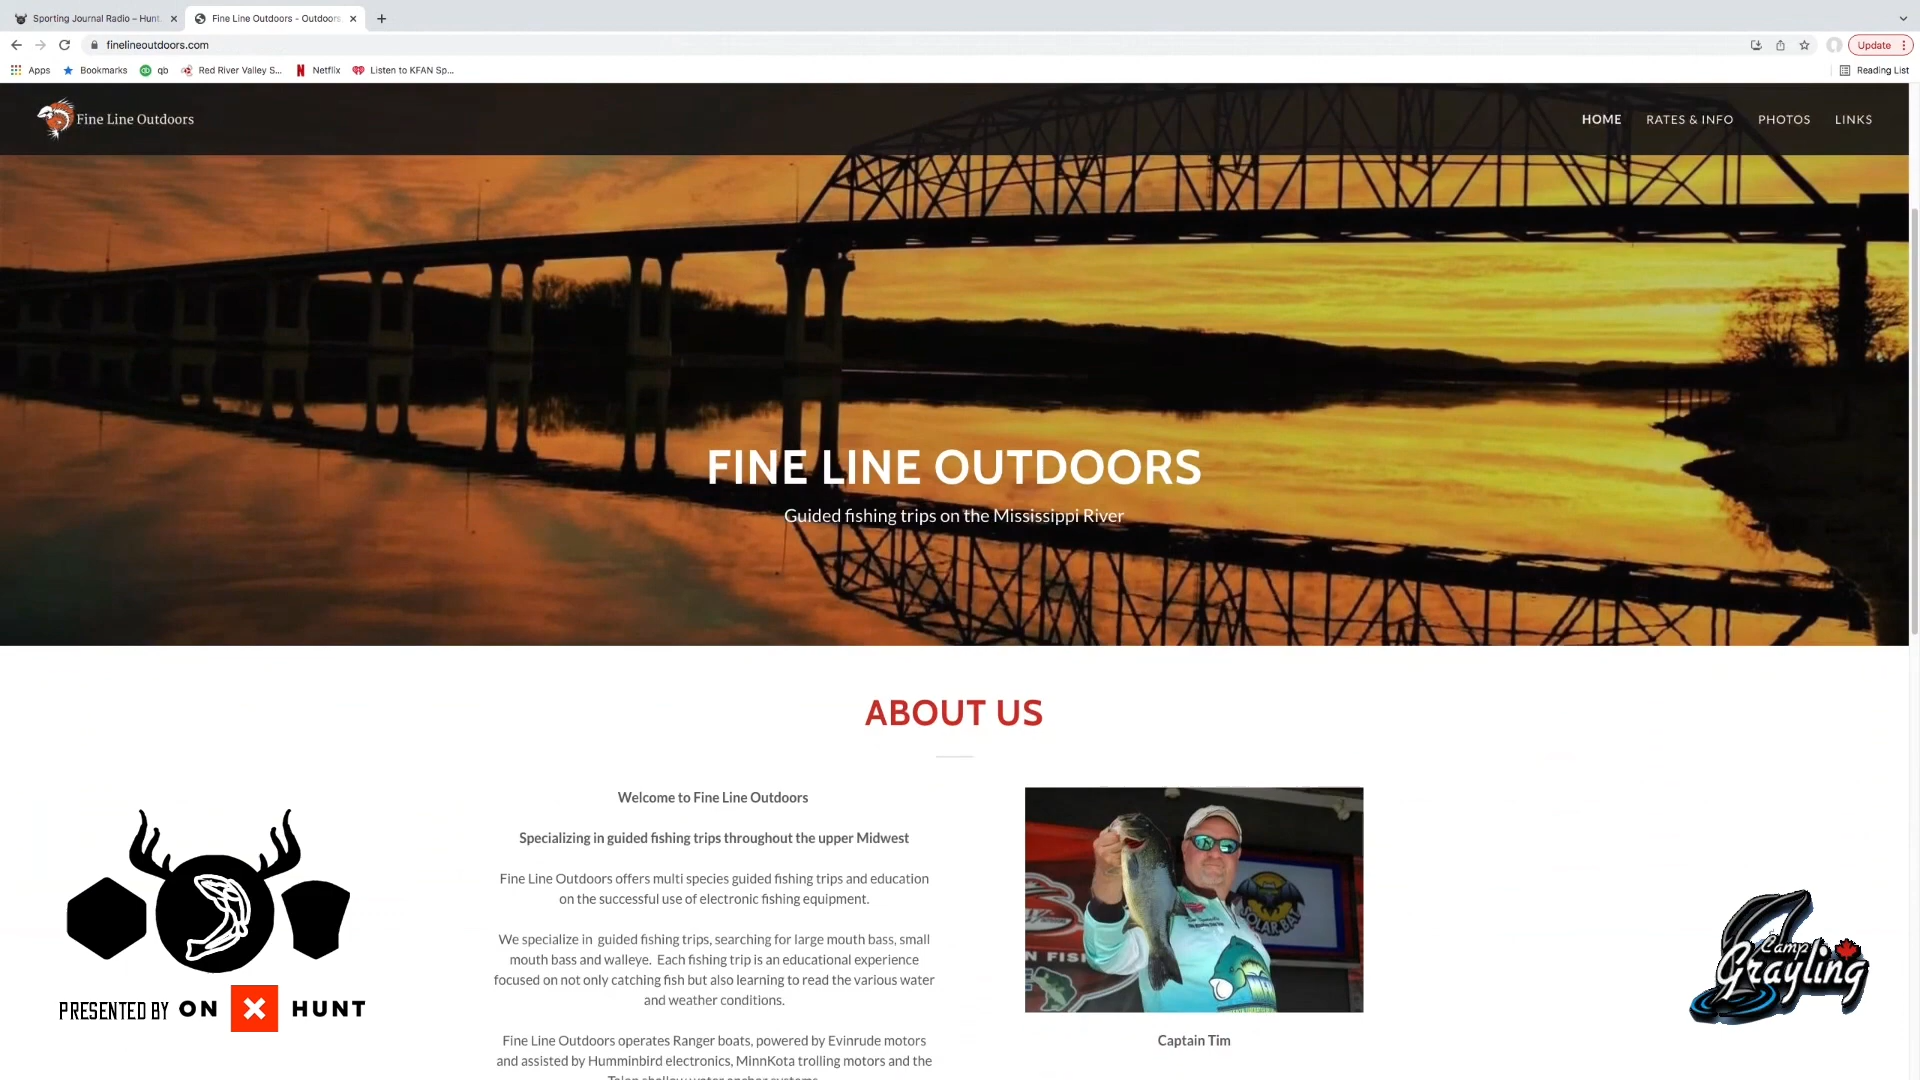 Sporting Journal Radio – Hunt
Fine Line Outdoors - Outdoors
finelineoutdoors.com
Update
Apps
Bookmarks
qb
Red River Valley S...
Netflix
Listen to KFAN Sp...
Reading List
Fine Line Outdoors
HOME
RATES & INFO
PHOTOS
LINKS
FINE LINE OUTDOORS
Guided fishing trips on the Mississippi River
ABOUT US
Welcome to Fine Line Outdoors
Specializing in guided fishing trips throughout the upper Midwest
Fine Line Outdoors offers multi species guided fishing trips and education
on the successful use of electronic fishing equipment.
We specialize in guided fishing trips, searching for large mouth bass, small
mouth bass and walleye. Each fishing trip is an educational experience
focused on not only catching fish but also learning to read the various water
and weather conditions.
Fine Line Outdoors operates Ranger boats, powered by Evinrude motors
and assisted by Humminbird electronics, MinnKota trolling motors and the
SOLAR BAT
Captain Tim
PRESENTED BY ON X HUNT
Camp
Grayling